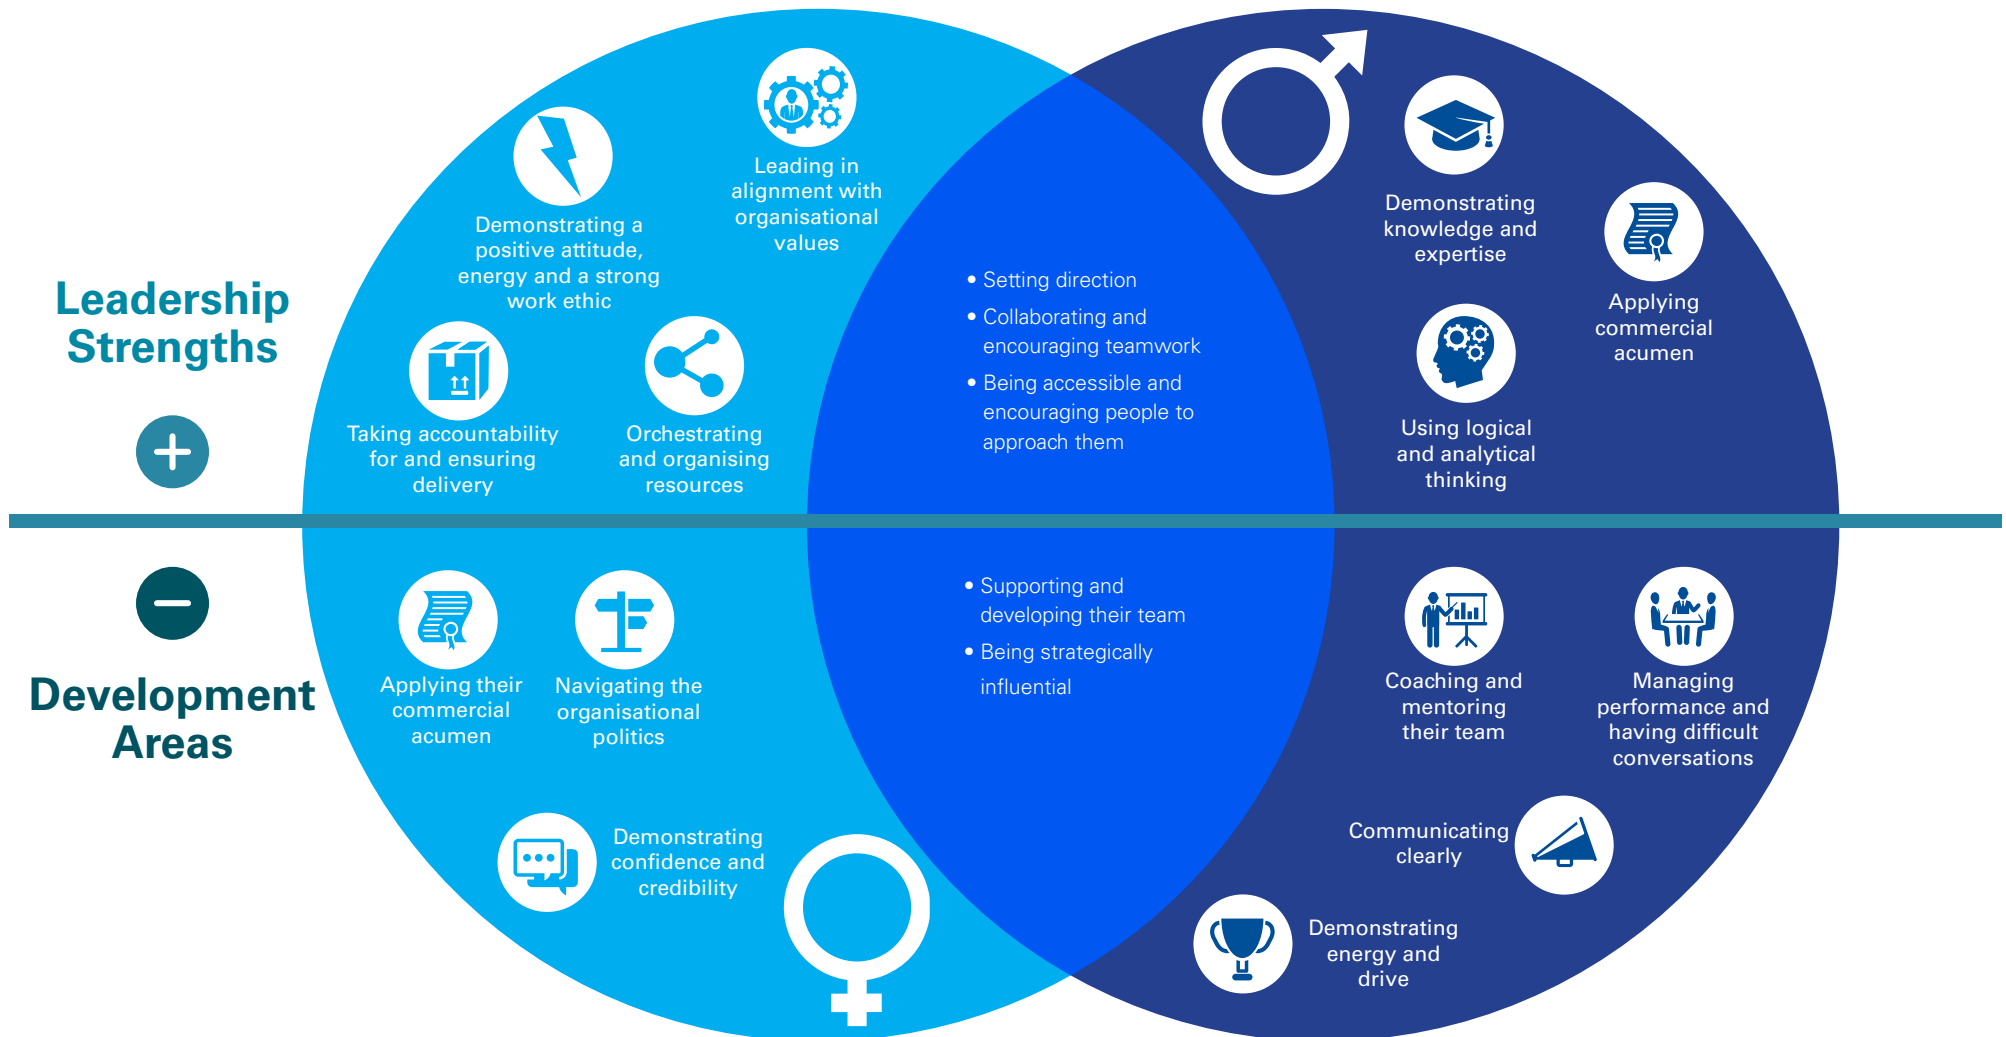 Leadership
Strengths
Leading in
alignment with
organisational
values
Demonstrating a
positive attitude,
energy and a strong
work ethic
Taking accountability
for and ensuring
delivery
Orchestrating
and organising
resources
• Setting direction
• Collaborating and
encouraging teamwork
• Being accessible and
encouraging people to
approach them
Demonstrating
knowledge and
expertise
Applying
commercial
acumen
Using logical
and analytical
thinking
Development
Areas
Applying their
commercial
acumen
Navigating the
organisational
politics
Demonstrating
confidence and
credibility
• Supporting and
developing their team
• Being strategically
influential
Coaching and
mentoring
their team
Managing
performance and
having difficult
conversations
Communicating
clearly
Demonstrating
energy and
drive